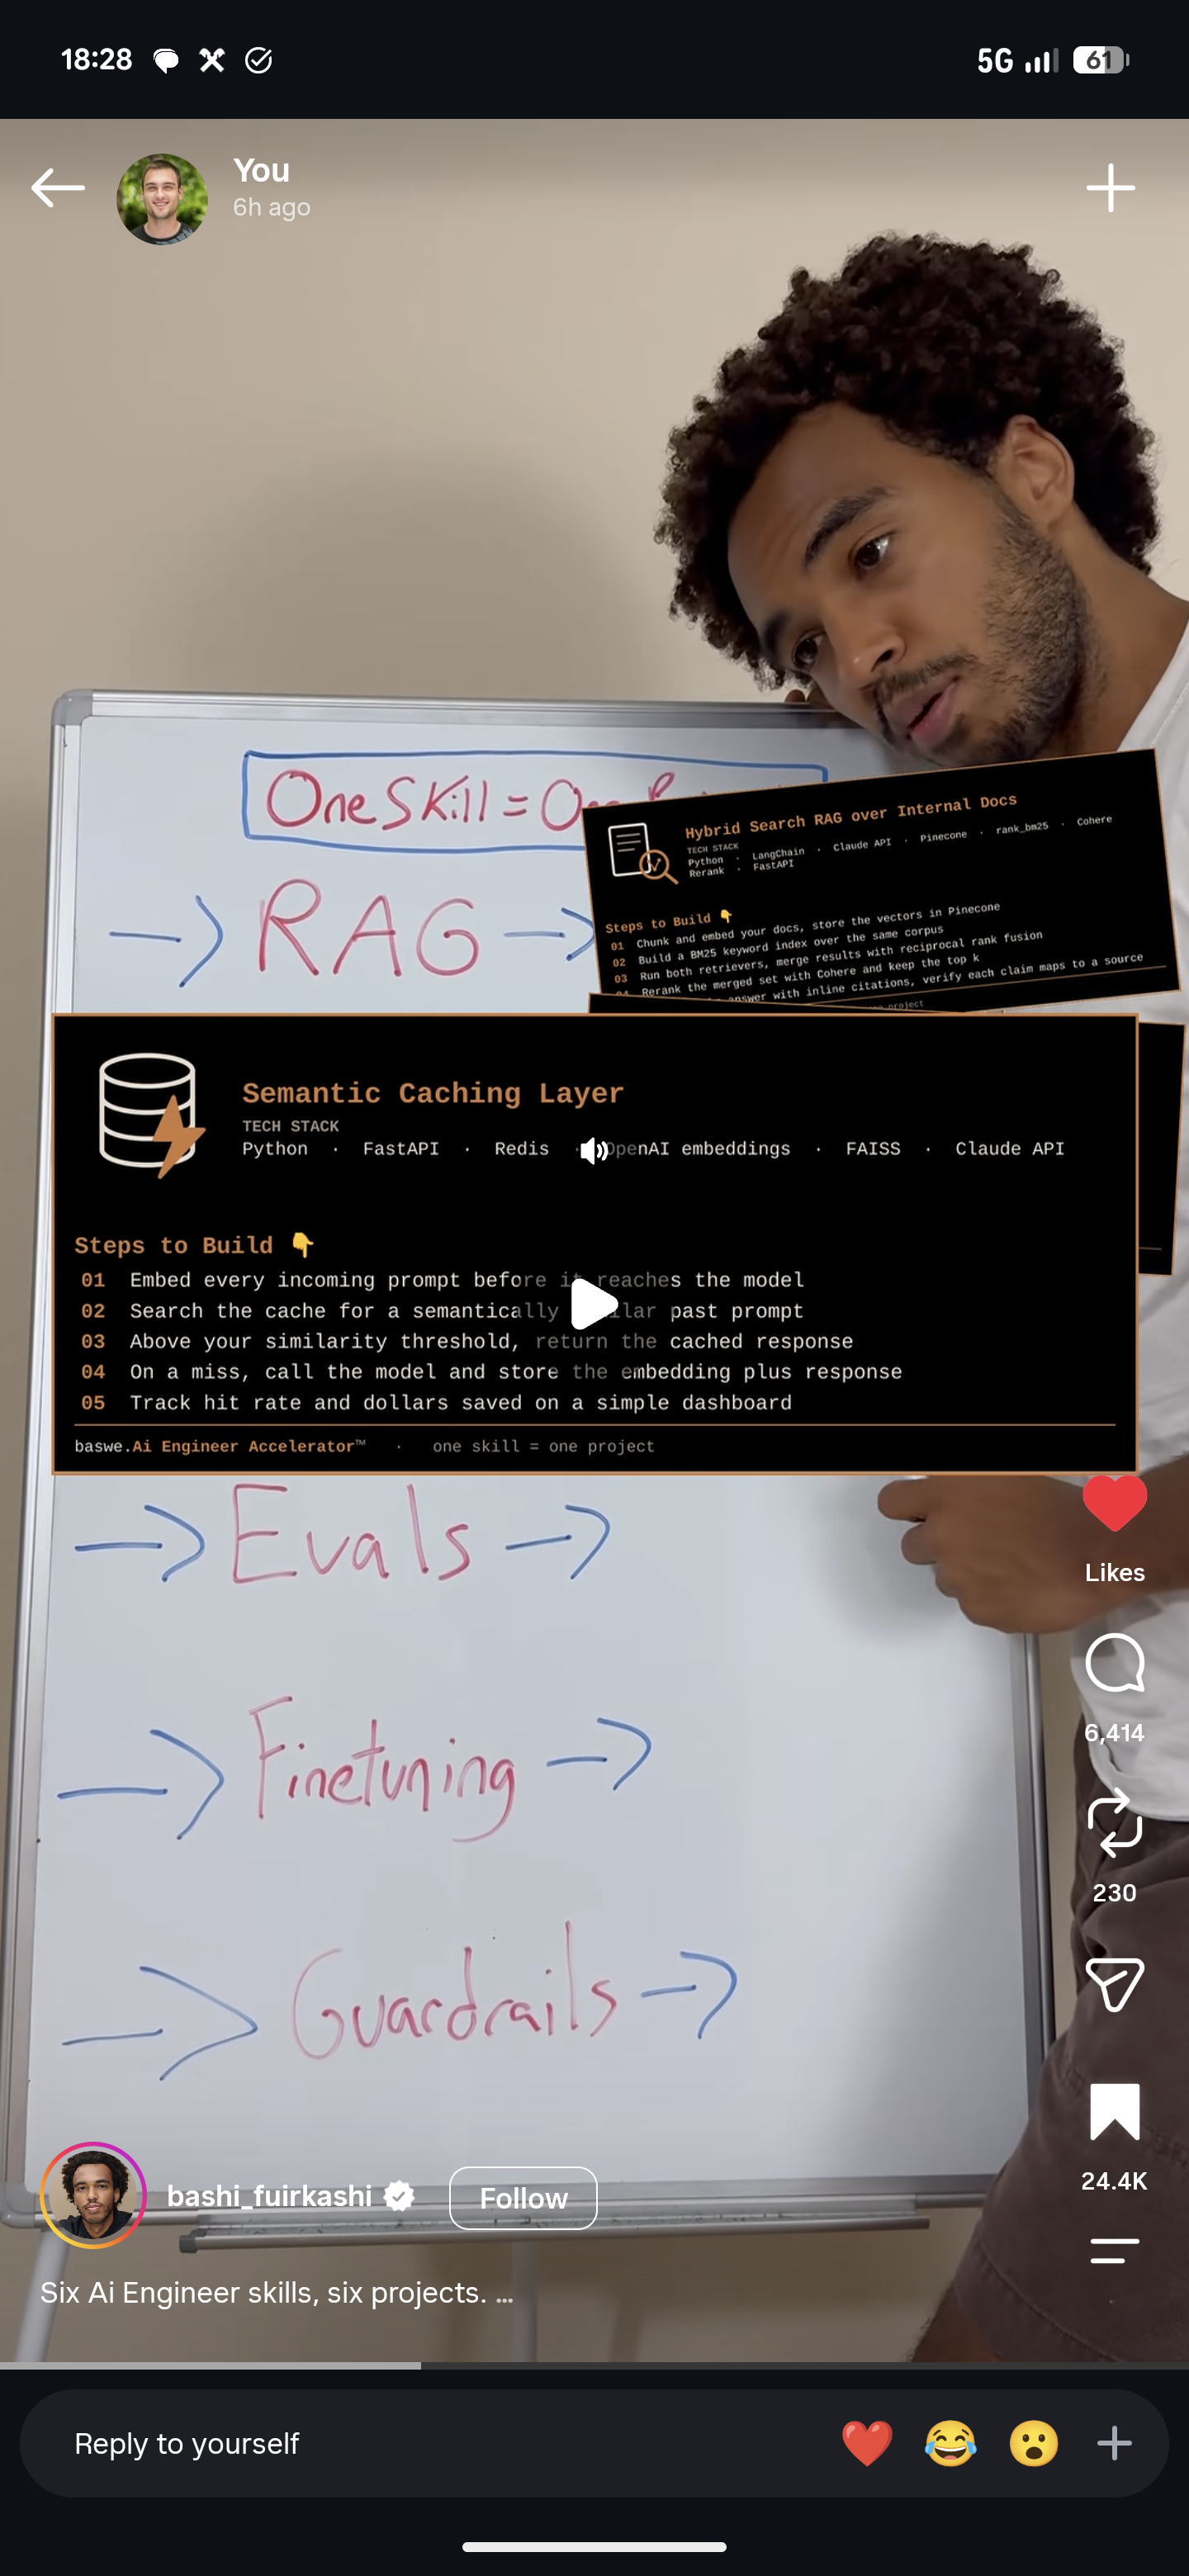 18:28
5G
61
You
6h ago
One Skill =
RAG
Hybrid Search RAG over Internal Docs
TECH STACK
Python · LangChain · Claude API · Pinecone · rank_bm25 · Cohere
Rerank · FastAPI
Steps to Build 👇
01 Chunk and embed your docs, store the vectors in Pinecone
02 Build a BM25 keyword index over the same corpus
03 Run both retrievers, merge results with reciprocal rank fusion
Rerank the merged set with Cohere and keep the top k
answer with inline citations, verify each claim maps to a source
project
Semantic Caching Layer
TECH STACK
Python · FastAPI · Redis · OpenAI embeddings · FAISS · Claude API
Steps to Build 👇
01 Embed every incoming prompt before it reaches the model
02 Search the cache for a semantically similar past prompt
03 Above your similarity threshold, return the cached response
04 On a miss, call the model and store the embedding plus response
05 Track hit rate and dollars saved on a simple dashboard
baswe.Ai Engineer Accelerator™ · one skill = one project
Evals
Likes
Finetuning
6,414
230
Guardrails
24.4K
bashi_fuirkashi
Follow
Six Ai Engineer skills, six projects. ...
Reply to yourself